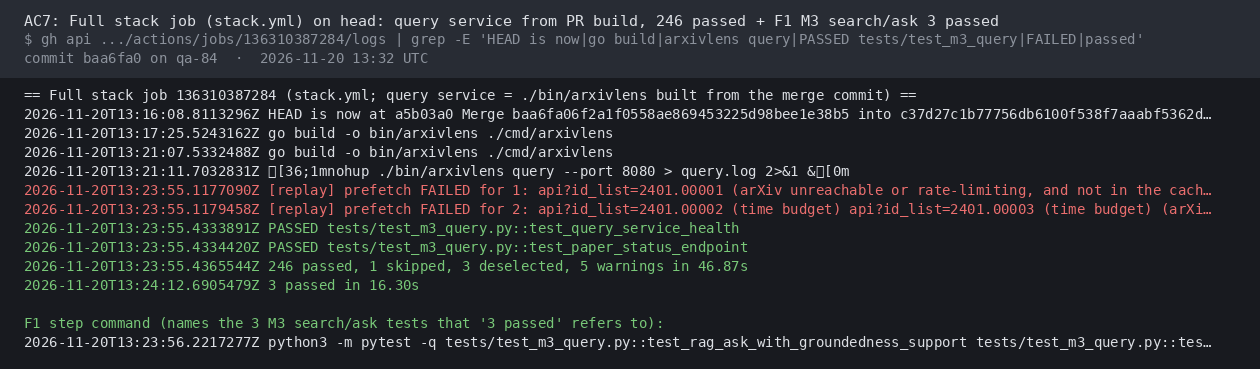 AC7: Full stack job (stack.yml) on head: query service from PR build, 246 passed + F1 M3 search/ask 3 passed
$ gh api .../actions/jobs/136310387284/logs | grep -E 'HEAD is now|go build|arxivlens query|PASSED tests/test_m3_query|FAILED|passed'
commit baa6fa0 on qa-84 · 2026-11-20 13:32 UTC
== Full stack job 136310387284 (stack.yml; query service = ./bin/arxivlens built from the merge commit) ==
2026-11-20T13:16:08.8113296Z HEAD is now at a5b03a0 Merge baa6fa06f2a1f0558ae869453225d98bee1e38b5 into c37d27c1b77756db6100f538f7aaabf5362d…
2026-11-20T13:17:25.5243162Z go build -o bin/arxivlens ./cmd/arxivlens
2026-11-20T13:21:07.5332488Z go build -o bin/arxivlens ./cmd/arxivlens
2026-11-20T13:21:11.7032831Z [36;1mnohup ./bin/arxivlens query --port 8080 > query.log 2>&1 &[0m
2026-11-20T13:23:55.1177090Z [replay] prefetch FAILED for 1: api?id_list=2401.00001 (arXiv unreachable or rate-limiting, and not in the cach…
2026-11-20T13:23:55.1179458Z [replay] prefetch FAILED for 2: api?id_list=2401.00002 (time budget) api?id_list=2401.00003 (time budget) (arXi…
2026-11-20T13:23:55.4333891Z PASSED tests/test_m3_query.py::test_query_service_health
2026-11-20T13:23:55.4334420Z PASSED tests/test_m3_query.py::test_paper_status_endpoint
2026-11-20T13:23:55.4365544Z 246 passed, 1 skipped, 3 deselected, 5 warnings in 46.87s
2026-11-20T13:24:12.6905479Z 3 passed in 16.30s
F1 step command (names the 3 M3 search/ask tests that '3 passed' refers to):
2026-11-20T13:23:56.2217277Z python3 -m pytest -q tests/test_m3_query.py::test_rag_ask_with_groundedness_support tests/test_m3_query.py::tes…